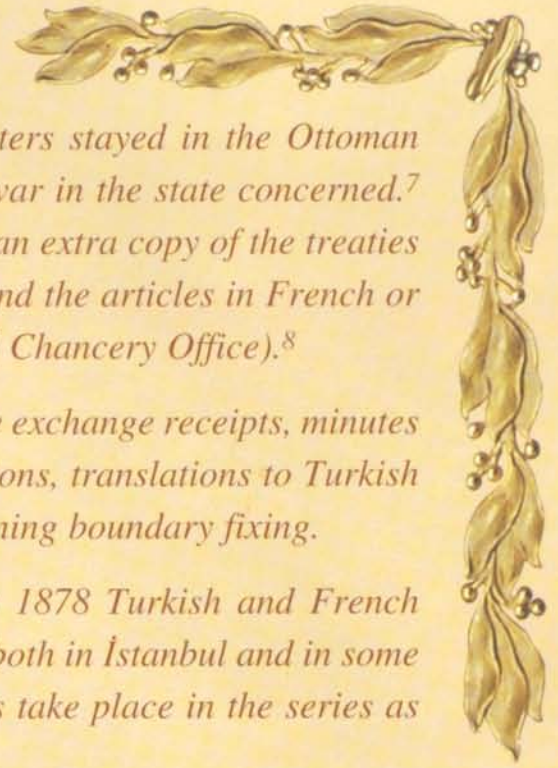 ters stayed in the Ottoman
var in the state concerned.7
an extra copy of the treaties
nd the articles in French or
Chancery Office).8
exchange receipts, minutes
ons, translations to Turkish
ning boundary fixing.
1878 Turkish and French
both in İstanbul and in some
s take place in the series as